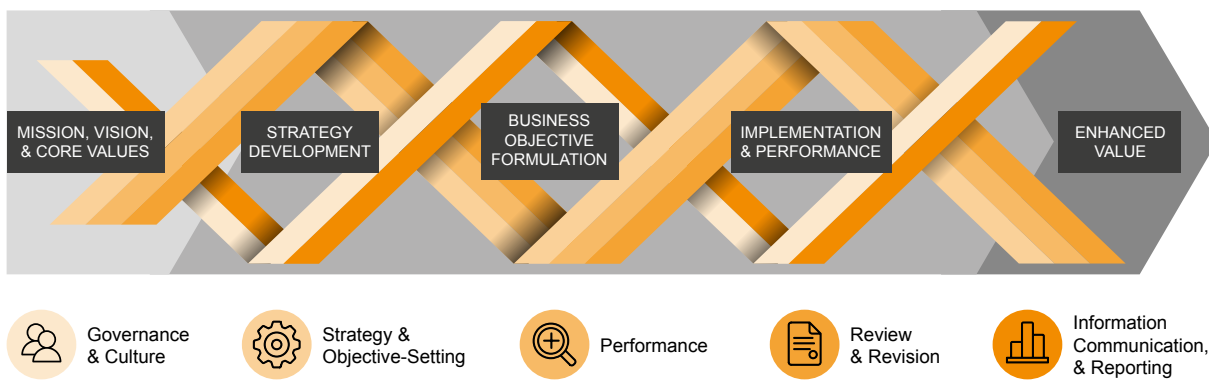 MISSION, VISION,
& CORE VALUES
STRATEGY
DEVELOPMENT
BUSINESS
OBJECTIVE
FORMULATION
IMPLEMENTATION
& PERFORMANCE
ENHANCED
VALUE
Governance
& Culture
Strategy &
Objective-Setting
Performance
Review
& Revision
Information
Communication,
& Reporting